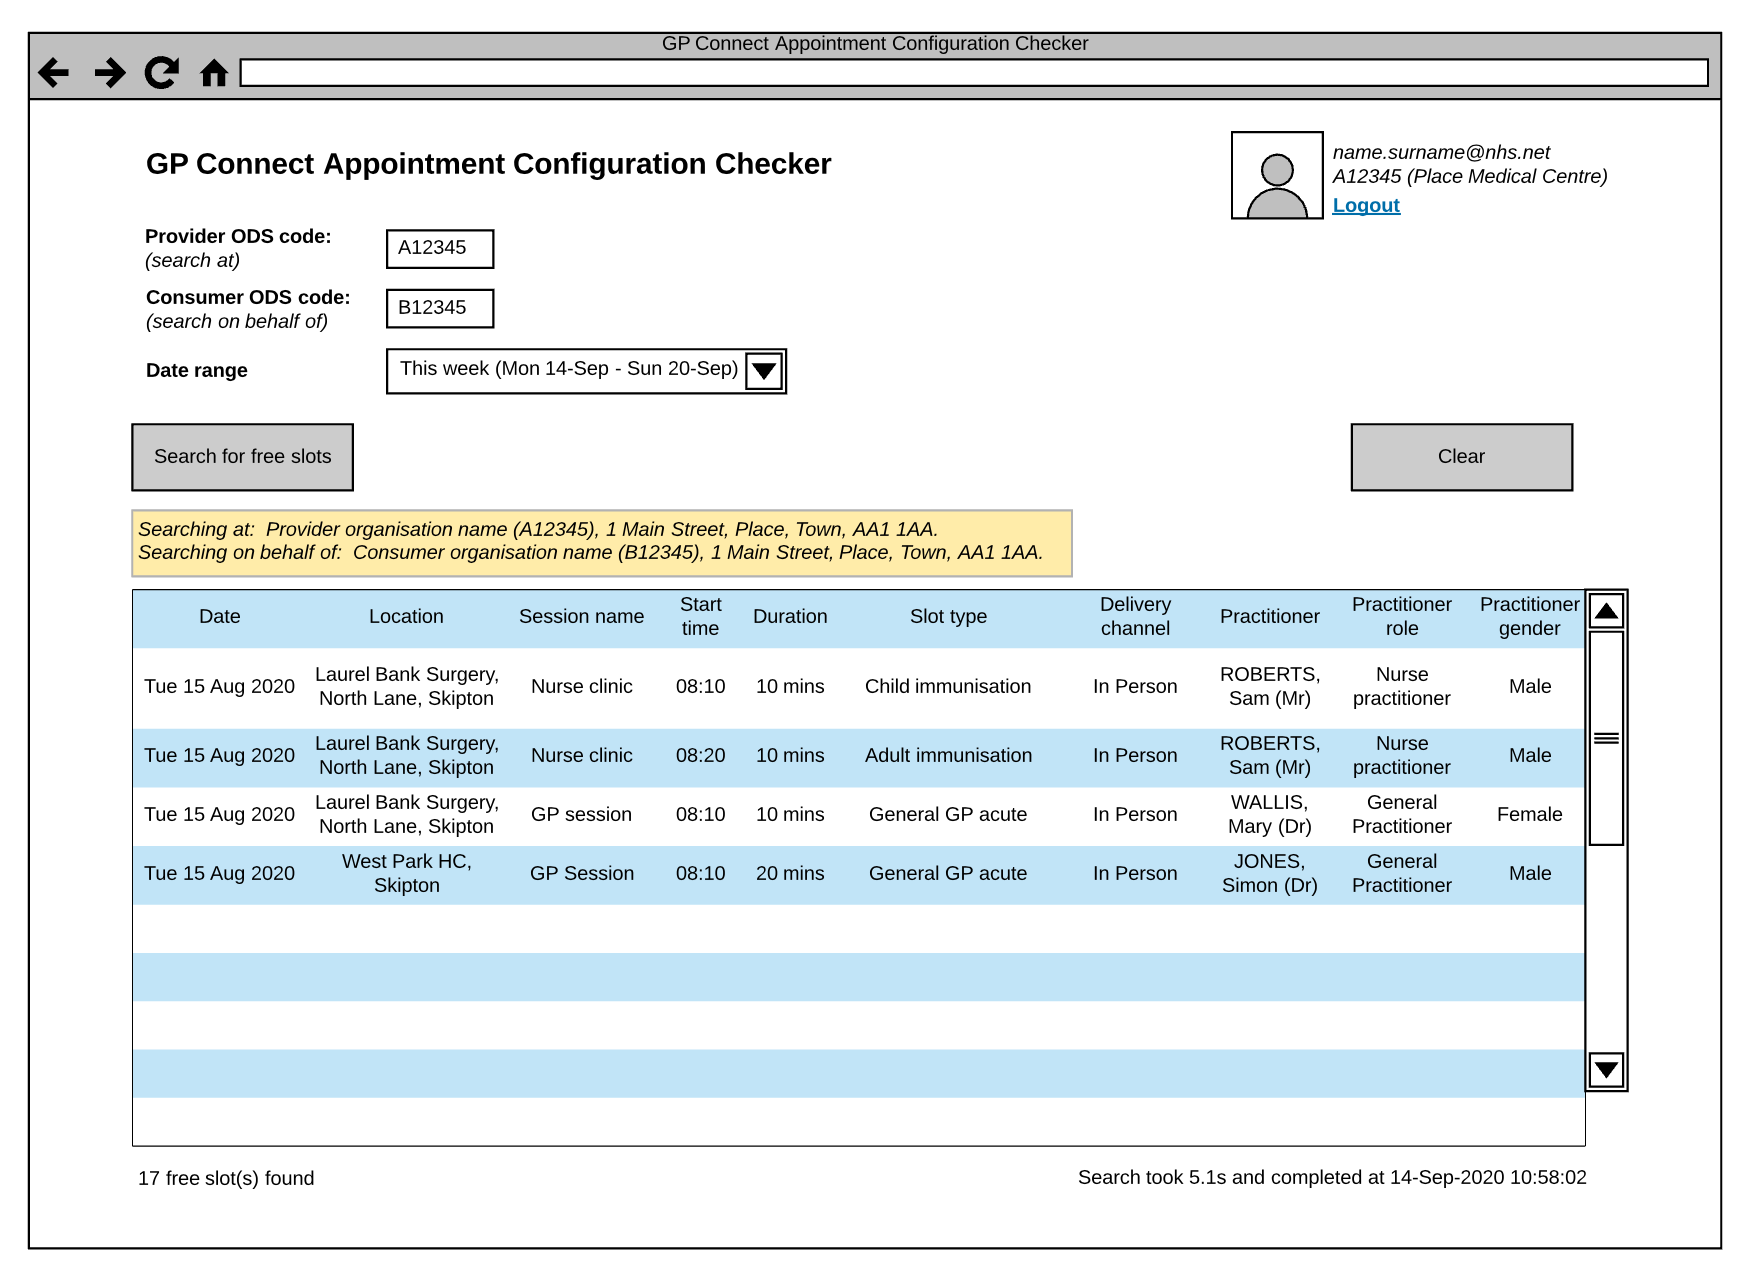 GP Connect Appointment Configuration Checker
GP Connect Appointment Configuration Checker
name.surname@nhs.net
A12345 (Place Medical Centre)
Logout
Provider ODS code:
(search at)
A12345
Consumer ODS code:
(search on behalf of)
B12345
Date range
This week (Mon 14-Sep - Sun 20-Sep)
Search for free slots
Clear
Searching at:  Provider organisation name (A12345), 1 Main Street, Place, Town, AA1 1AA.
Searching on behalf of:  Consumer organisation name (B12345), 1 Main Street, Place, Town, AA1 1AA.
Date Location Session name Start time Duration Slot type Delivery channel Practitioner Practitioner role Practitioner gender
Tue 15 Aug 2020 Laurel Bank Surgery, North Lane, Skipton Nurse clinic 08:10 10 mins Child immunisation In Person ROBERTS, Sam (Mr) Nurse practitioner Male
Tue 15 Aug 2020 Laurel Bank Surgery, North Lane, Skipton Nurse clinic 08:20 10 mins Adult immunisation In Person ROBERTS, Sam (Mr) Nurse practitioner Male
Tue 15 Aug 2020 Laurel Bank Surgery, North Lane, Skipton GP session 08:10 10 mins General GP acute In Person WALLIS, Mary (Dr) General Practitioner Female
Tue 15 Aug 2020 West Park HC, Skipton GP Session 08:10 20 mins General GP acute In Person JONES, Simon (Dr) General Practitioner Male
17 free slot(s) found
Search took 5.1s and completed at 14-Sep-2020 10:58:02